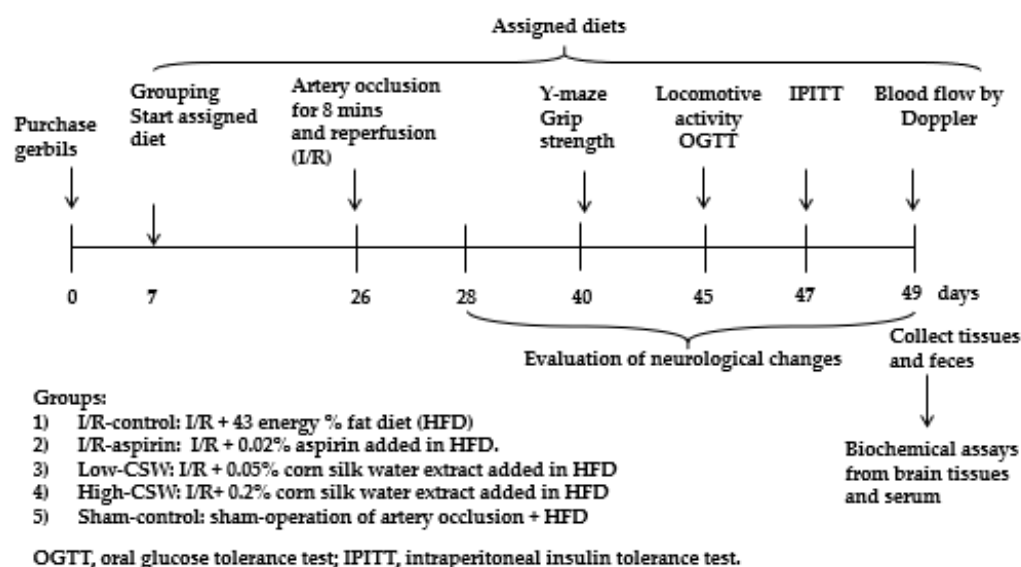 Assigned diets
Purchase
gerbils
Grouping
Start assigned
diet
Artery occlusion
for 8 mins
and reperfusion
(I/R)
Y-maze
Grip
strength
Locomotive
activity
OGTT
IPITT
Blood flow by
Doppler
0 7 26 28 40 45 47 49 days
Evaluation of neurological changes
Collect tissues
and feces
Biochemical assays
from brain tissues
and serum
Groups:
1) I/R-control: I/R + 43 energy % fat diet (HFD)
2) I/R-aspirin: I/R + 0.02% aspirin added in HFD.
3) Low-CSW: I/R + 0.05% corn silk water extract added in HFD
4) High-CSW: I/R+ 0.2% corn silk water extract added in HFD
5) Sham-control: sham-operation of artery occlusion + HFD
OGTT, oral glucose tolerance test; IPITT, intraperitoneal insulin tolerance test.